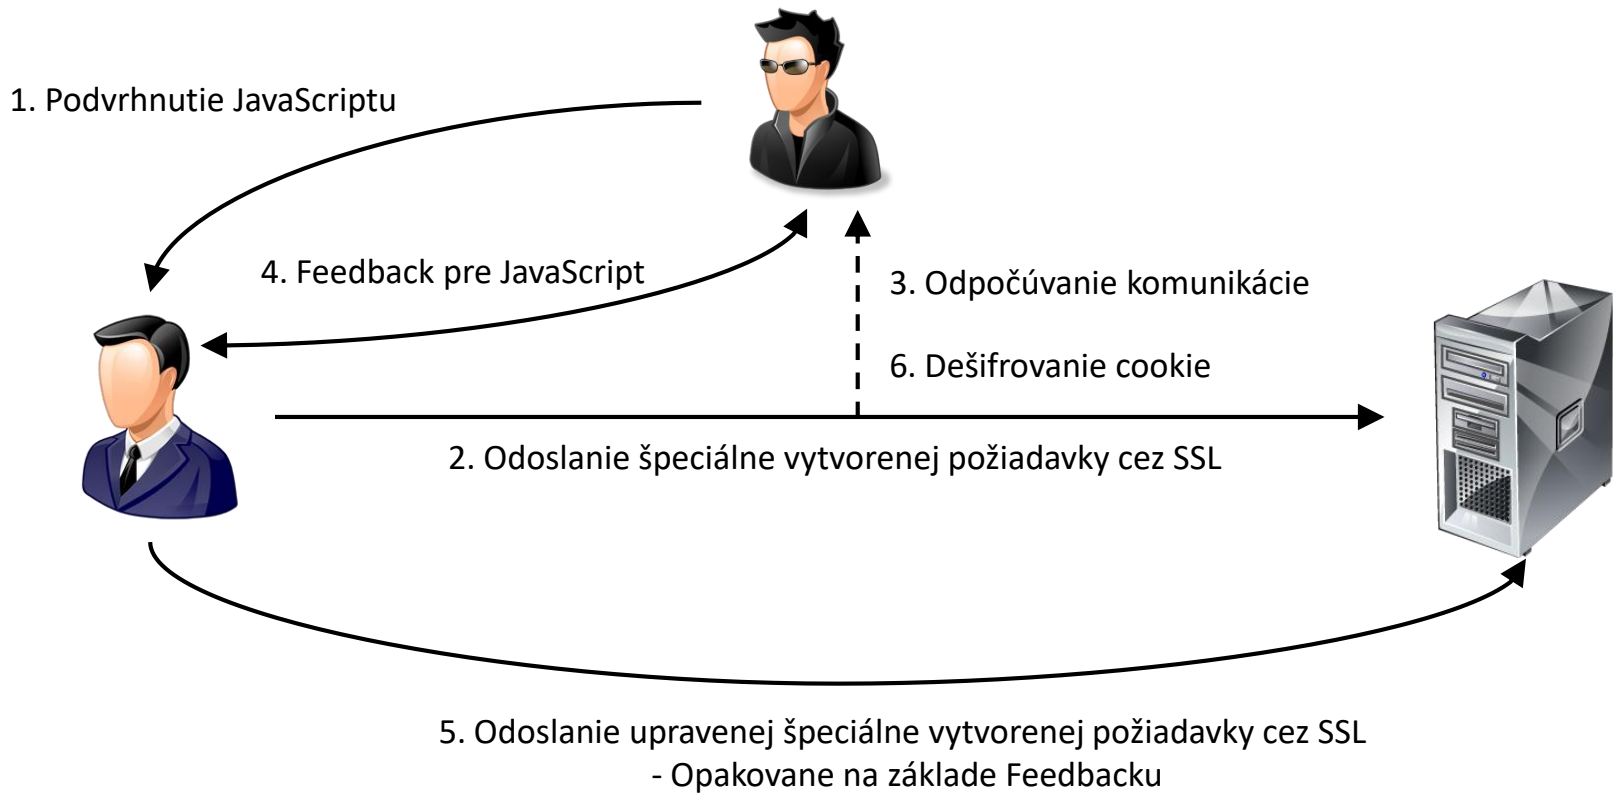 1. Podvrhnutie JavaScriptu
4. Feedback pre JavaScript
3. Odpočúvanie komunikácie
6. Dešifrovanie cookie
2. Odoslanie špeciálne vytvorenej požiadavky cez SSL
5. Odoslanie upravenej špeciálne vytvorenej požiadavky cez SSL
- Opakovane na základe Feedbacku